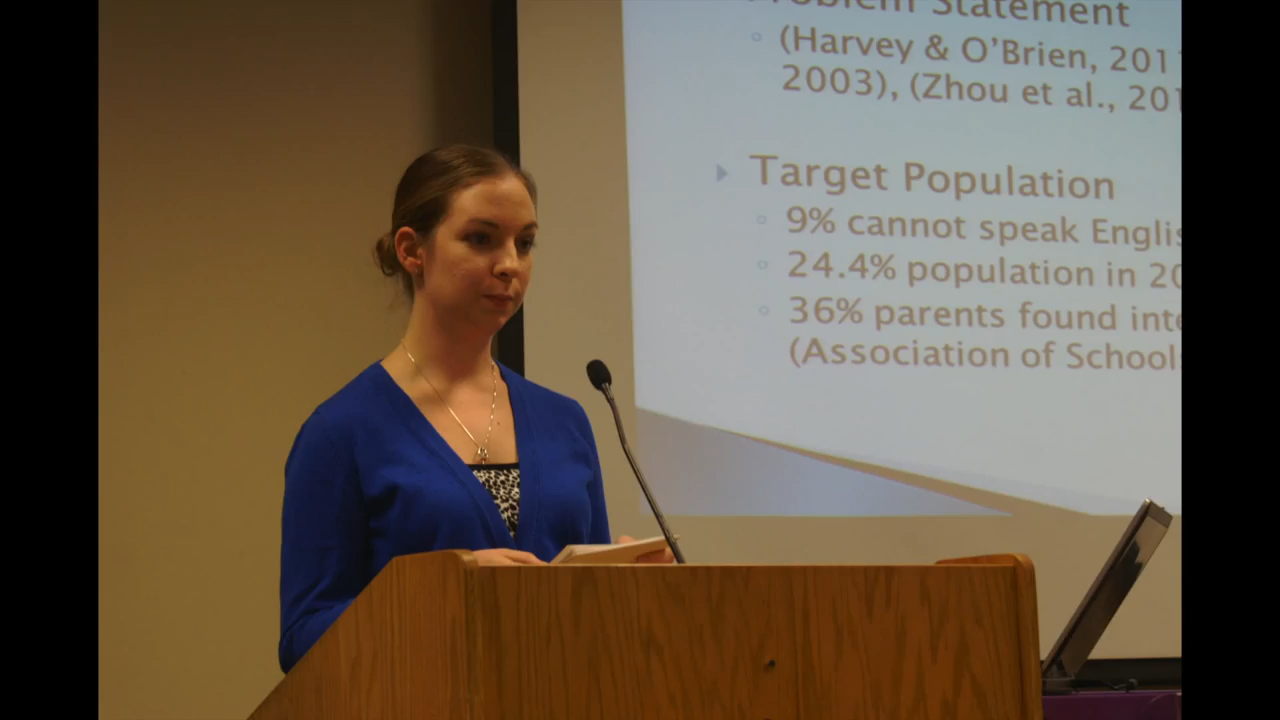 Problem Statement
(Harvey & O'Brien, 201
2003), (Zhou et al., 201
Target Population
9% cannot speak Englis
24.4% population in 20
36% parents found inte
(Association of School